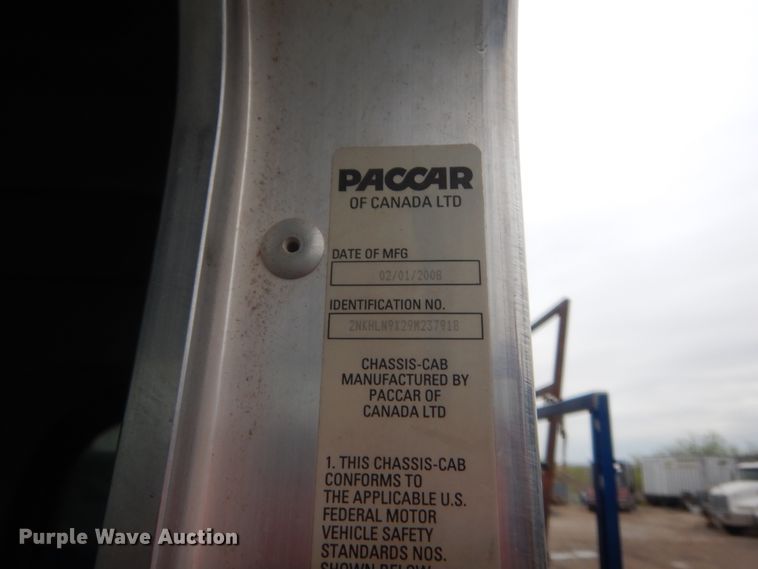 PACCAR
OF CANADA LTD
DATE OF MFG
02/01/2008
IDENTIFICATION NO.
2NKHLN9X29M237918
CHASSIS-CAB
MANUFACTURED BY
PACCAR OF
CANADA LTD
1. THIS CHASSIS-CAB
CONFORMS TO
THE APPLICABLE U.S.
FEDERAL MOTOR
VEHICLE SAFETY
STANDARDS NOS.
SHOWN BELOW
Purple Wave Auction